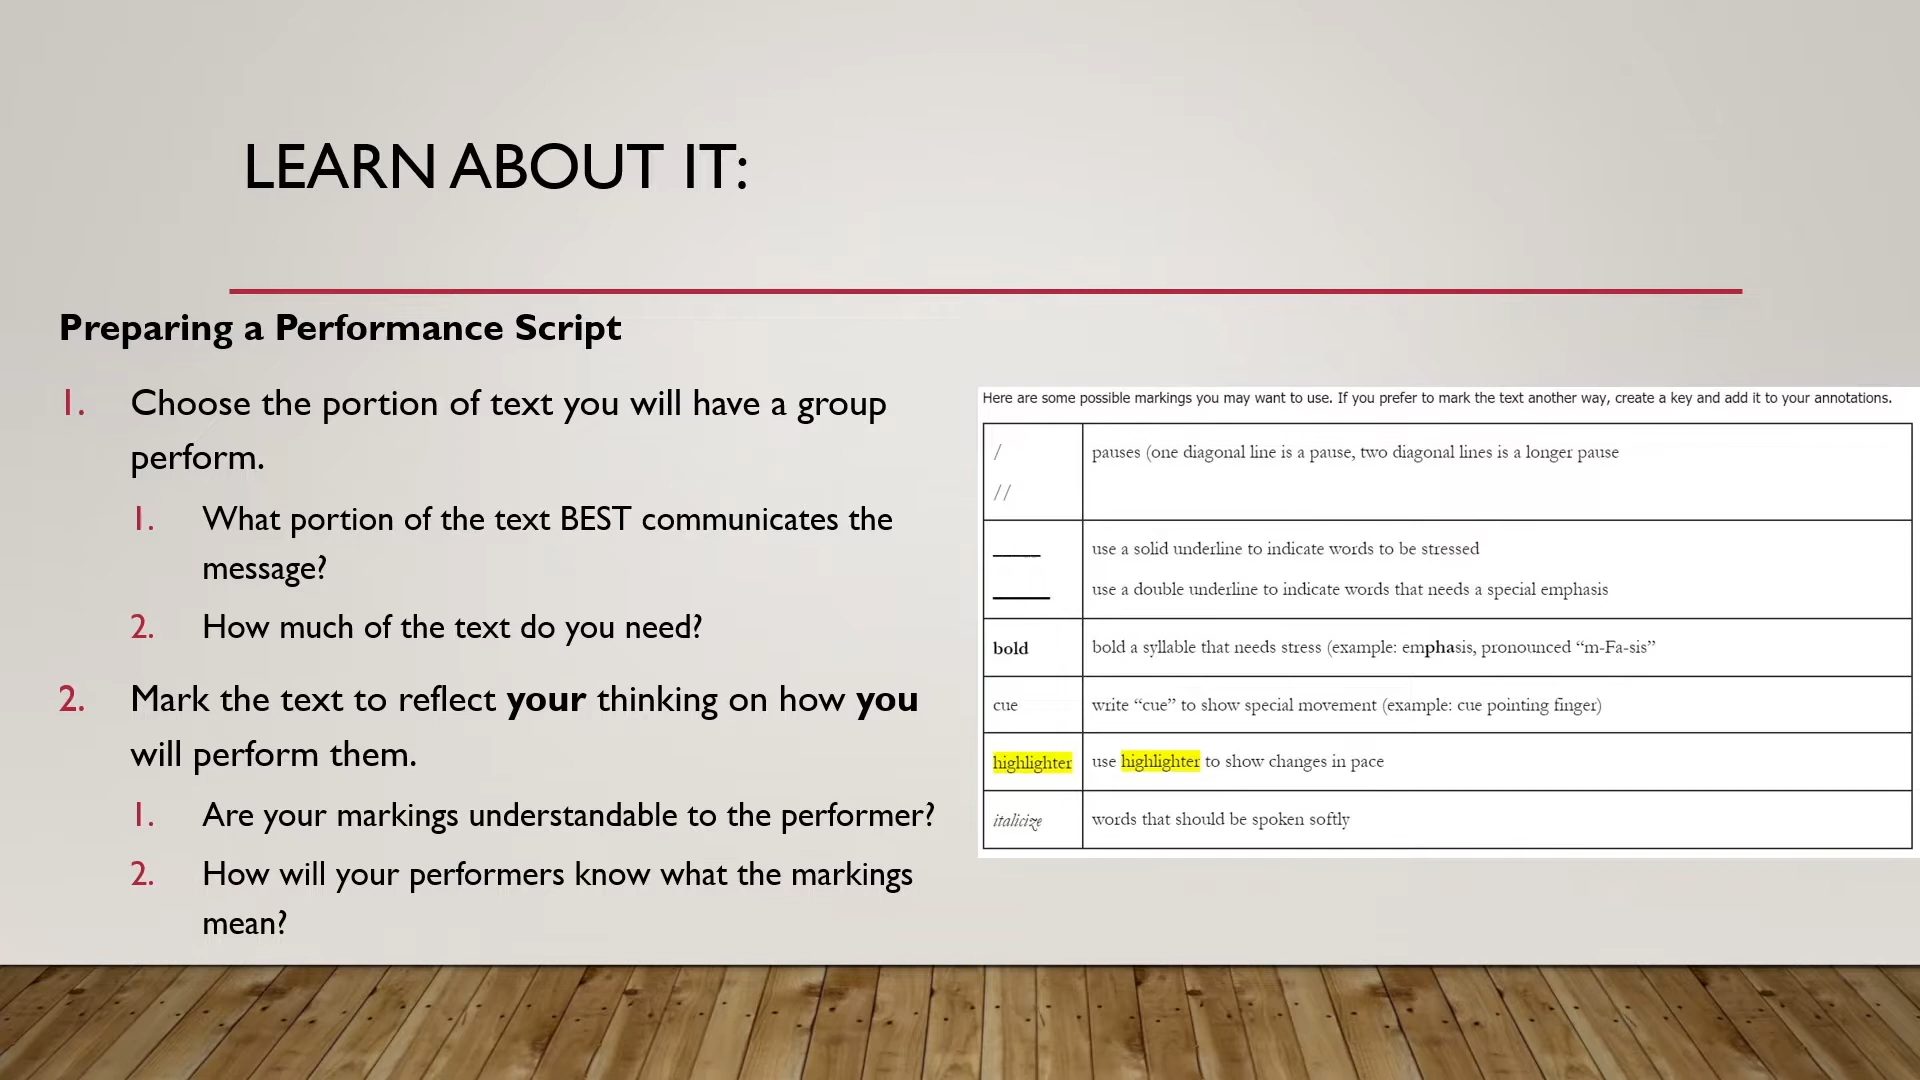 LEARN ABOUT IT:
Preparing a Performance Script
1. Choose the portion of text you will have a group
perform.
1. What portion of the text BEST communicates the
message?
2. How much of the text do you need?
2. Mark the text to reflect your thinking on how you
will perform them.
1. Are your markings understandable to the performer?
2. How will your performers know what the markings
mean?
Here are some possible markings you may want to use. If you prefer to mark the text another way, create a key and add it to your annotations.
/ pauses (one diagonal line is a pause, two diagonal lines is a longer pause
//
use a solid underline to indicate words to be stressed
use a double underline to indicate words that needs a special emphasis
bold bold a syllable that needs stress (example: emphasis, pronounced “m-Fa-sis”
cue write “cue” to show special movement (example: cue pointing finger)
highlighter use highlighter to show changes in pace
italicize words that should be spoken softly